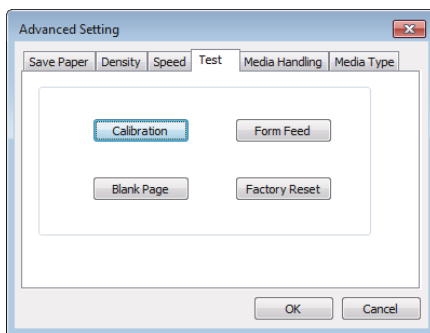 Advanced Setting
Save Paper Density Speed Test Media Handling Media Type
Calibration Form Feed
Blank Page Factory Reset
OK Cancel